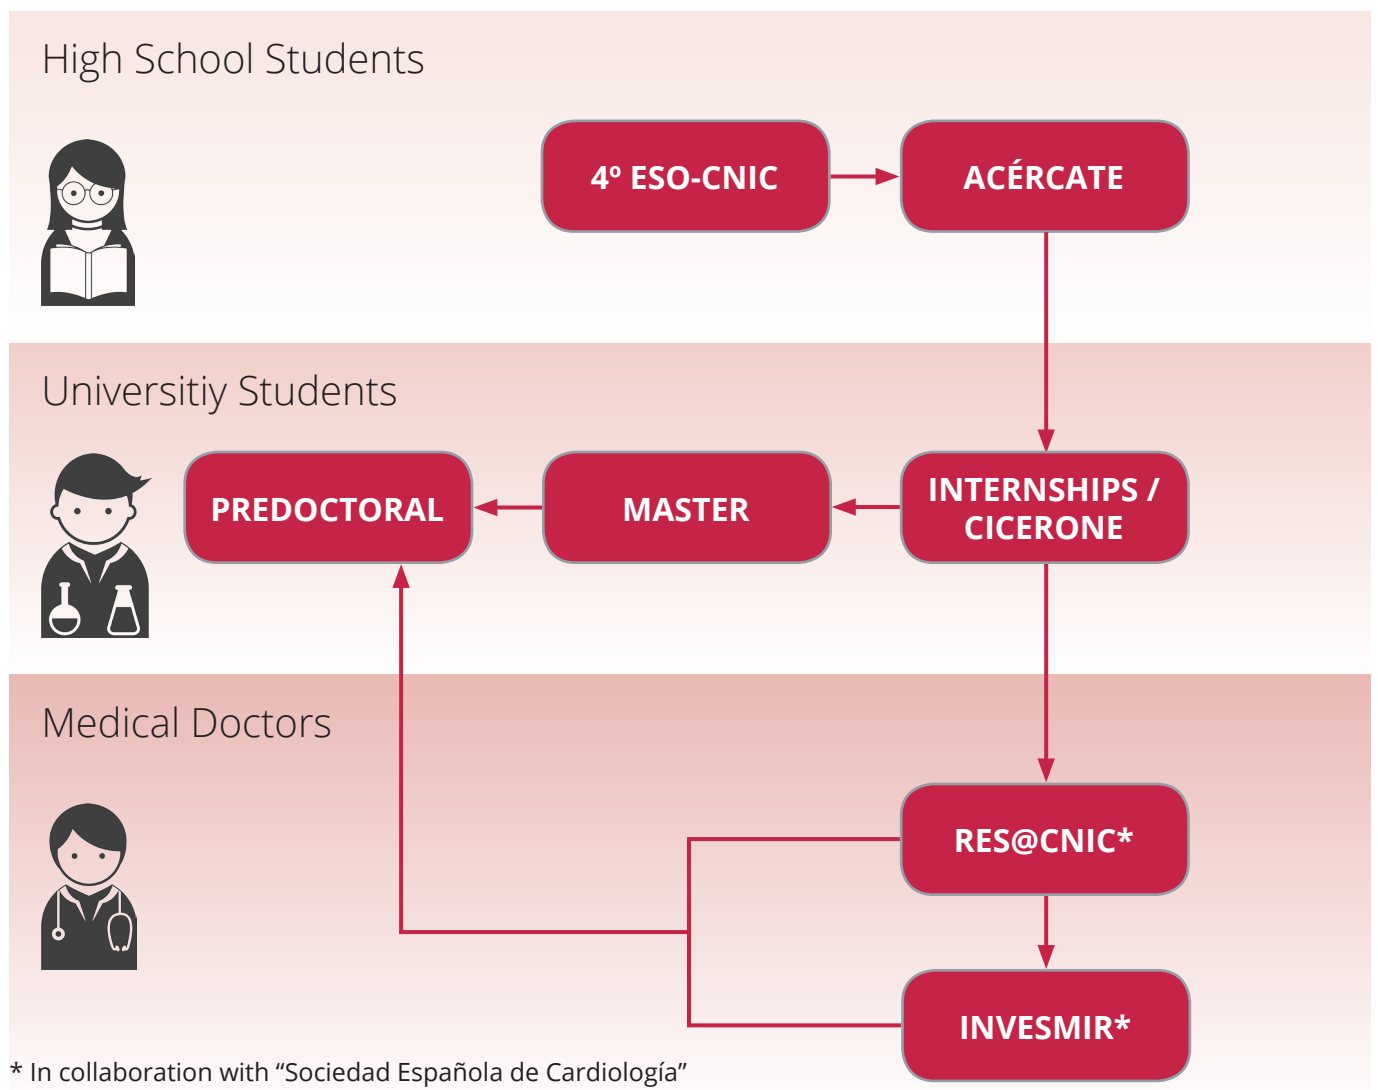 High School Students
4º ESO-CNIC
ACÉRCATE
Universitiy Students
PREDOCTORAL
MASTER
INTERNSHIPS /
CICERONE
Medical Doctors
RES@CNIC*
INVESMIR*
* In collaboration with “Sociedad Española de Cardiología”